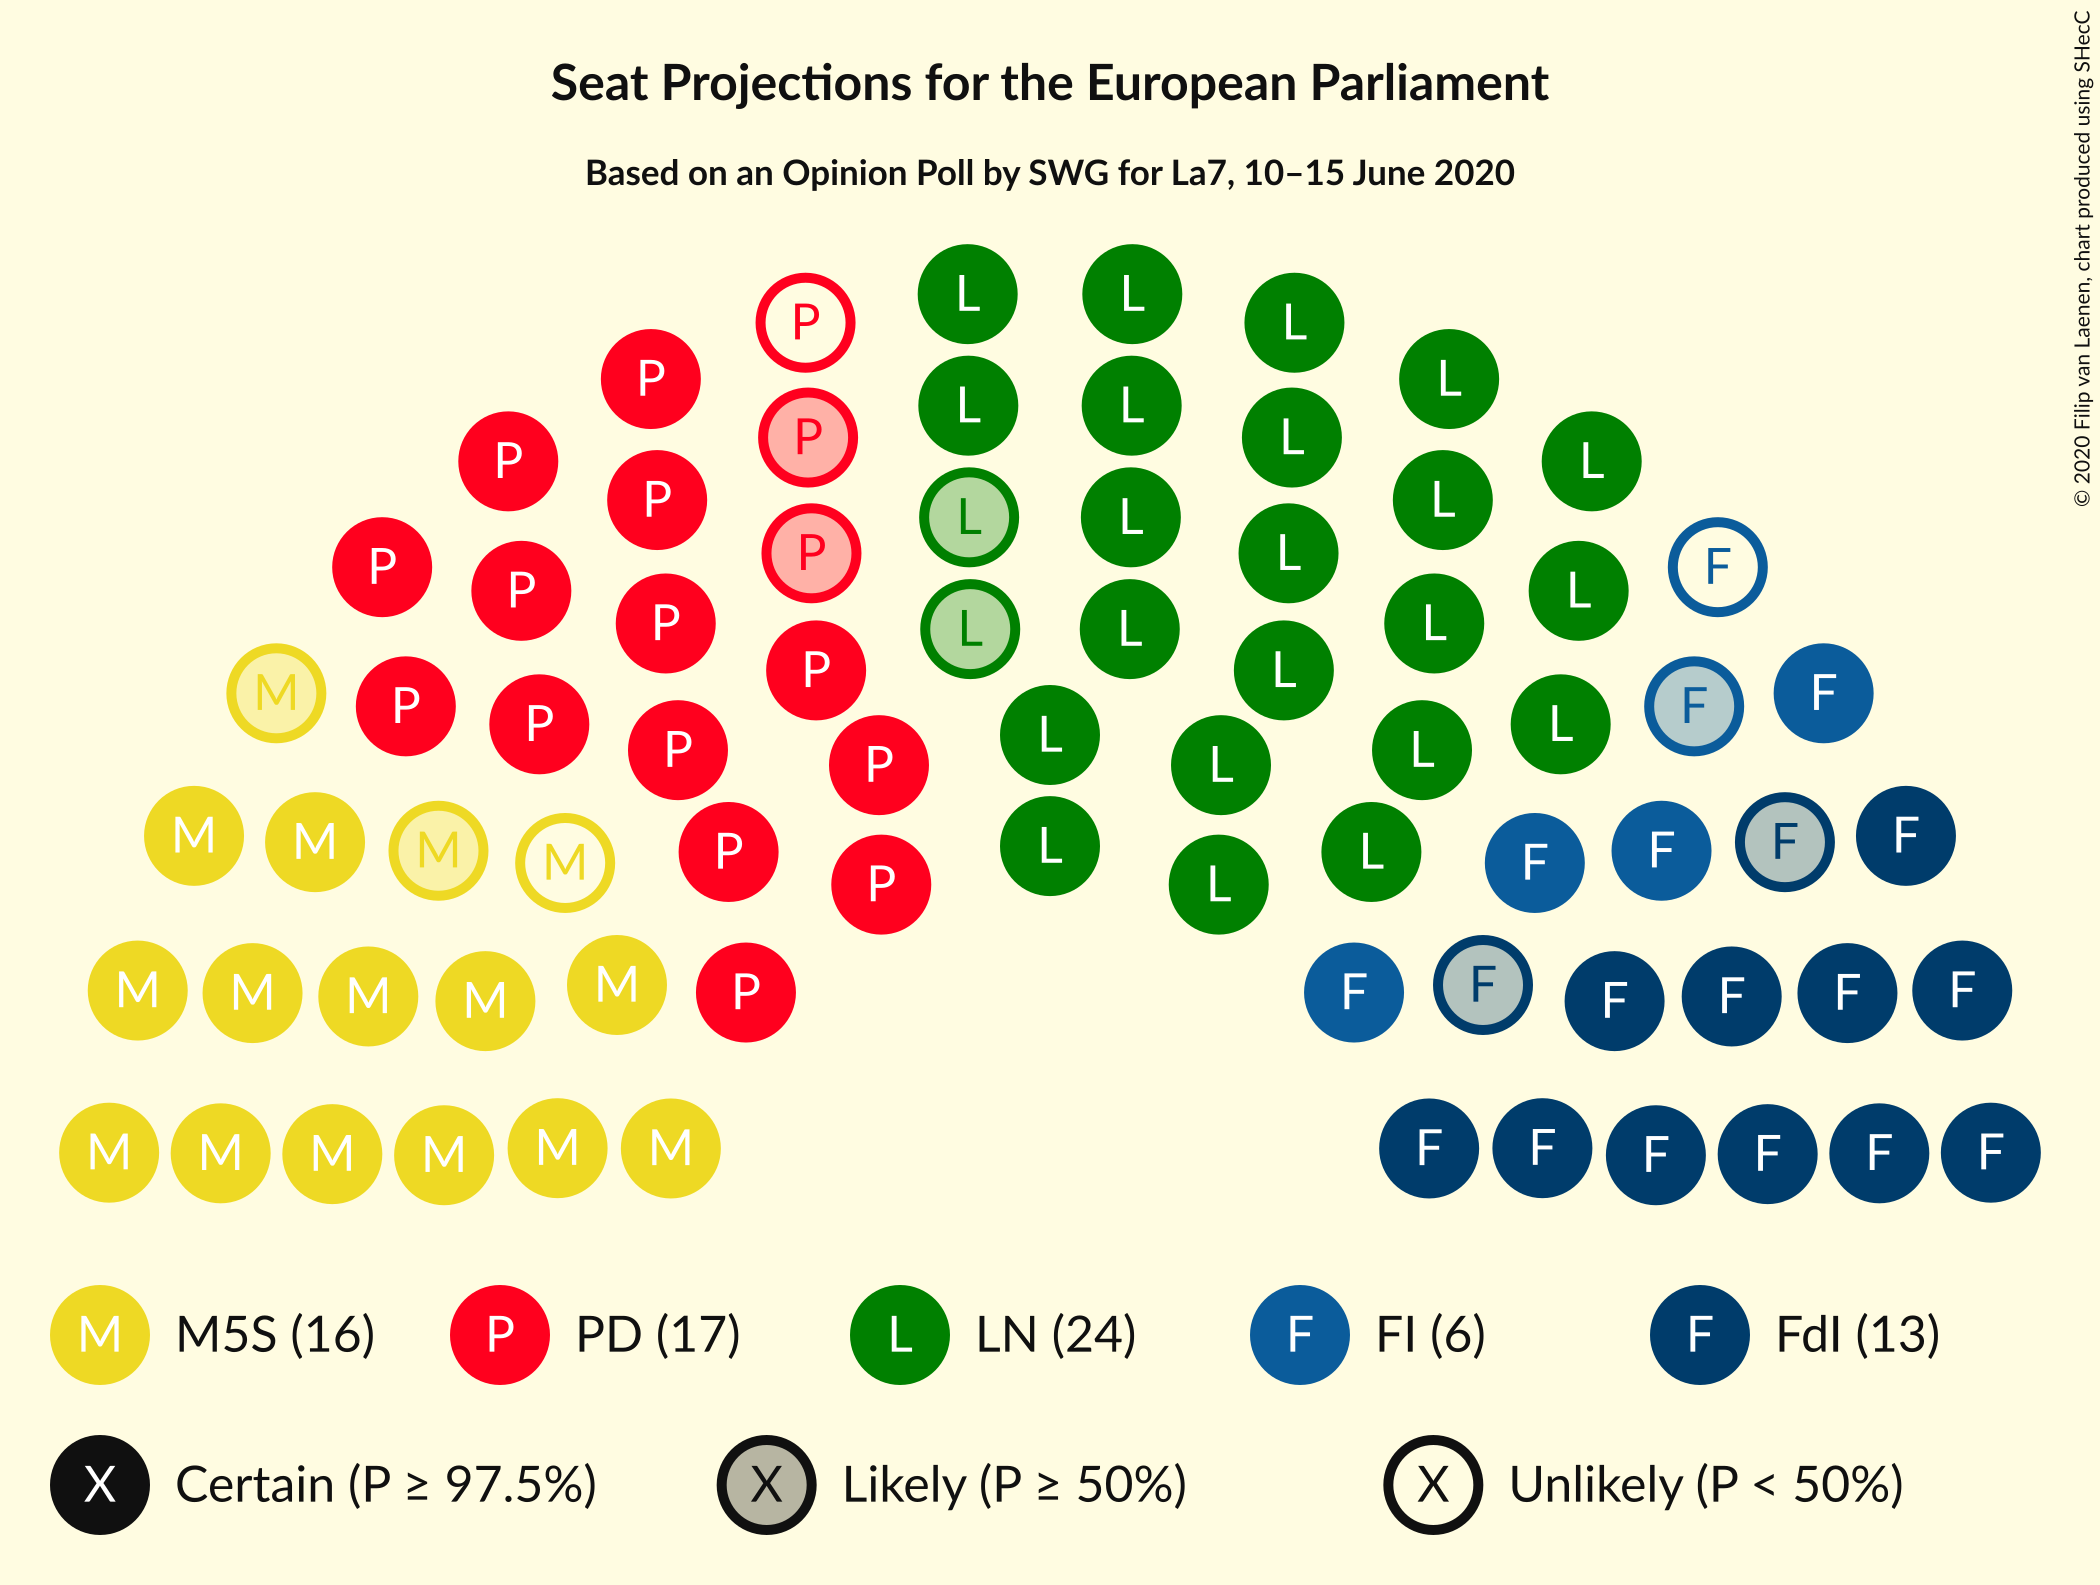 Seat Projections for the European Parliament
Based on an Opinion Poll by SWG for La7, 10–15 June 2020
© 2020 Filip van Laenen, chart produced using SHecC
L L
P L
P L
L L
P L
P L
P L
L L
P L
P F
P L
P L
P L
M P P L F F
P P L L
P L
P L
M M M M P P L L F F F F
M M M M M P F F F F F F
M M M M M M F F F F F F
M M5S (16) P PD (17) L LN (24) F FI (6) F FdI (13)
X Certain (P ≥ 97.5%) X Likely (P ≥ 50%) X Unlikely (P < 50%)